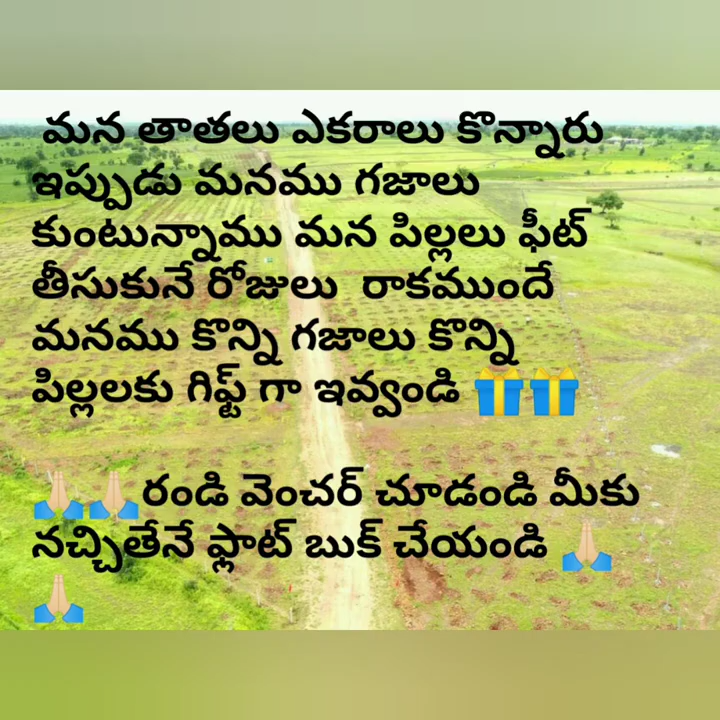 మన తాతలు ఎకరాలు కొన్నారు
ఇప్పుడు మనము గజాలు
కుంటున్నాము మన పిల్లలు ఫీట్
తీసుకునే రోజులు రాకముందే
మనము కొన్ని గజాలు కొన్ని
పిల్లలకు గిఫ్ట్ గా ఇవ్వండి 🎁🎁
🙏🏼🙏🏼రండి వెంచర్ చూడండి మీకు
నచ్చితేనే ఫ్లాట్ బుక్ చేయండి 🙏🏼
🙏🏼